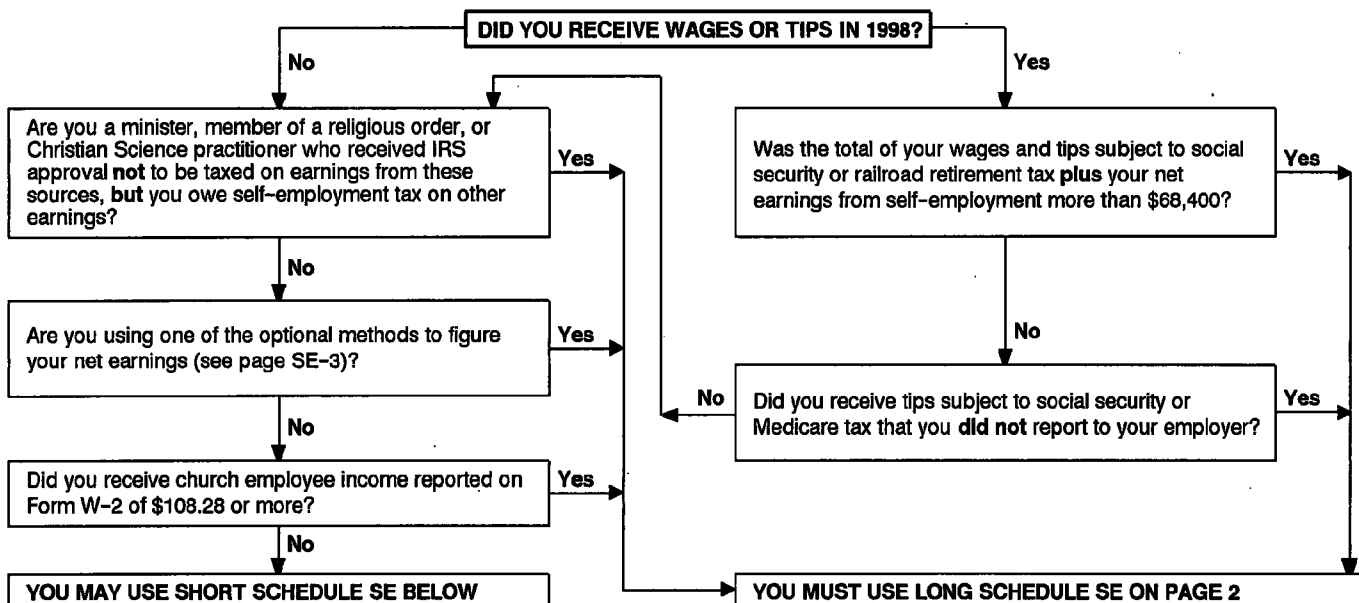 DID YOU RECEIVE WAGES OR TIPS IN 1998?
No
Yes
Are you a minister, member of a religious order, or
Christian Science practitioner who received IRS
approval not to be taxed on earnings from these
sources, but you owe self-employment tax on other
earnings?
Yes
Was the total of your wages and tips subject to social
security or railroad retirement tax plus your net
earnings from self-employment more than $68,400?
Yes
No
Are you using one of the optional methods to figure
your net earnings (see page SE-3)?
Yes
No
No
Did you receive tips subject to social security or
Medicare tax that you did not report to your employer?
Yes
No
Did you receive church employee income reported on
Form W-2 of $108.28 or more?
Yes
No
YOU MAY USE SHORT SCHEDULE SE BELOW
YOU MUST USE LONG SCHEDULE SE ON PAGE 2